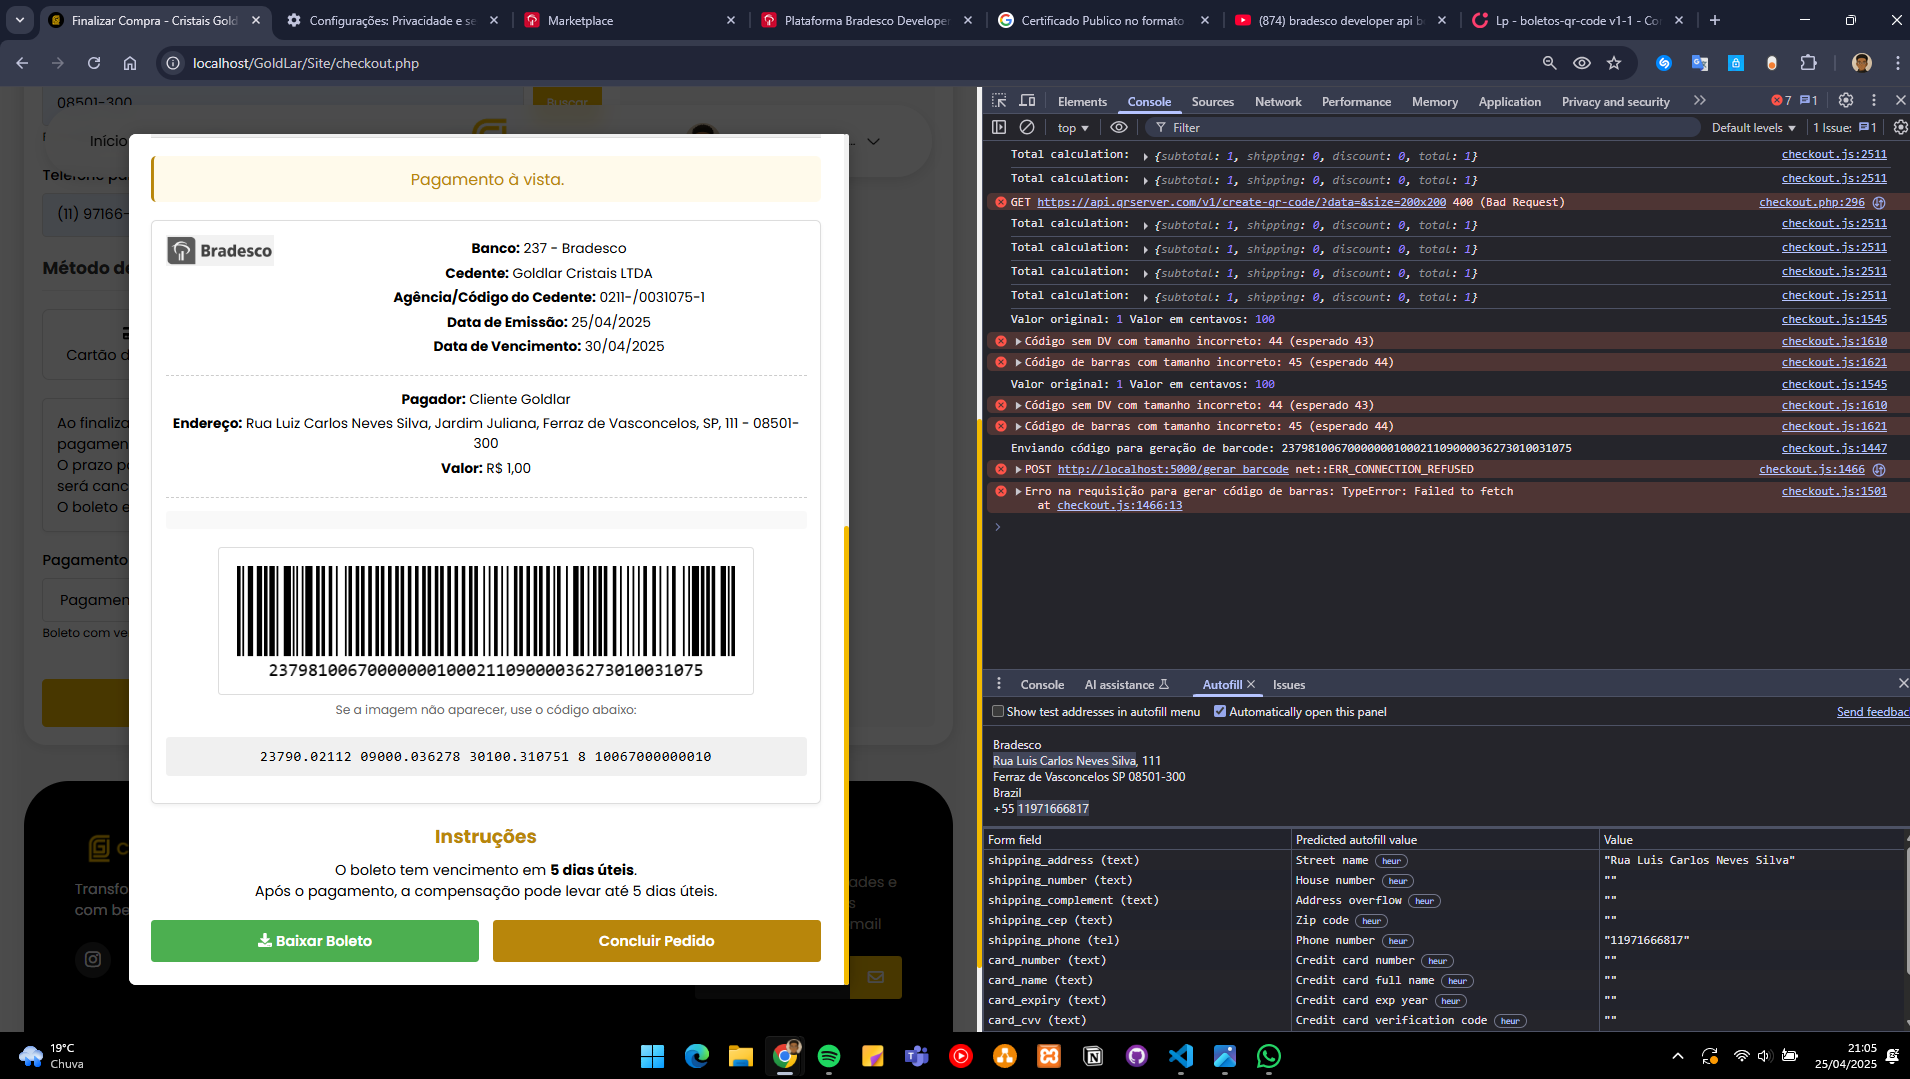 Finalizar Compra - Cristais Gold
Configurações: Privacidade e se
Marketplace
Plataforma Bradesco Developer
Certificado Publico no formato
(874) bradesco developer api b
Lp - boletos-qr-code v1-1 - Co
localhost/GoldLar/Site/checkout.php
08501-300
Buscar
Início
Telefone pa
(11) 97166-
Método de
Cartão d
Ao finaliza
pagamen
O prazo p
será canc
O boleto e
Pagamento
Pagamen
Boleto com ve
Transfo
com be
ades e
s
mail
Pagamento à vista.
Bradesco
Banco: 237 - Bradesco
Cedente: Goldlar Cristais LTDA
Agência/Código do Cedente: 0211-/0031075-1
Data de Emissão: 25/04/2025
Data de Vencimento: 30/04/2025
Pagador: Cliente Goldlar
Endereço: Rua Luiz Carlos Neves Silva, Jardim Juliana, Ferraz de Vasconcelos, SP, 111 - 08501-
300
Valor: R$ 1,00
23798100670000000100021109000036273010031075
Se a imagem não aparecer, use o código abaixo:
23790.02112 09000.036278 30100.310751 8 10067000000010
Instruções
O boleto tem vencimento em 5 dias úteis.
Após o pagamento, a compensação pode levar até 5 dias úteis.
Baixar Boleto
Concluir Pedido
Elements Console Sources Network Performance Memory Application Privacy and security 7 1
top Filter Default levels 1 Issue: 1
Total calculation: {subtotal: 1, shipping: 0, discount: 0, total: 1} checkout.js:2511
Total calculation: {subtotal: 1, shipping: 0, discount: 0, total: 1} checkout.js:2511
GET https://api.qrserver.com/v1/create-qr-code/?data=&size=200x200 400 (Bad Request) checkout.php:296
Total calculation: {subtotal: 1, shipping: 0, discount: 0, total: 1} checkout.js:2511
Total calculation: {subtotal: 1, shipping: 0, discount: 0, total: 1} checkout.js:2511
Total calculation: {subtotal: 1, shipping: 0, discount: 0, total: 1} checkout.js:2511
Total calculation: {subtotal: 1, shipping: 0, discount: 0, total: 1} checkout.js:2511
Valor original: 1 Valor em centavos: 100 checkout.js:1545
Código sem DV com tamanho incorreto: 44 (esperado 43) checkout.js:1610
Código de barras com tamanho incorreto: 45 (esperado 44) checkout.js:1621
Valor original: 1 Valor em centavos: 100 checkout.js:1545
Código sem DV com tamanho incorreto: 44 (esperado 43) checkout.js:1610
Código de barras com tamanho incorreto: 45 (esperado 44) checkout.js:1621
Enviando código para geração de barcode: 23798100670000000100021109000036273010031075 checkout.js:1447
POST http://localhost:5000/gerar_barcode net::ERR_CONNECTION_REFUSED checkout.js:1466
Erro na requisição para gerar código de barras: TypeError: Failed to fetch checkout.js:1501
at checkout.js:1466:13
Console AI assistance Autofill Issues
Show test addresses in autofill menu Automatically open this panel Send feedbac
Bradesco
Rua Luis Carlos Neves Silva, 111
Ferraz de Vasconcelos SP 08501-300
Brazil
+55 11971666817
Form field Predicted autofill value Value
shipping_address (text) Street name heur "Rua Luis Carlos Neves Silva"
shipping_number (text) House number heur ""
shipping_complement (text) Address overflow heur ""
shipping_cep (text) Zip code heur ""
shipping_phone (tel) Phone number heur "11971666817"
card_number (text) Credit card number heur ""
card_name (text) Credit card full name heur ""
card_expiry (text) Credit card exp year heur ""
card_cvv (text) Credit card verification code heur ""
19°C
Chuva
21:05
25/04/2025